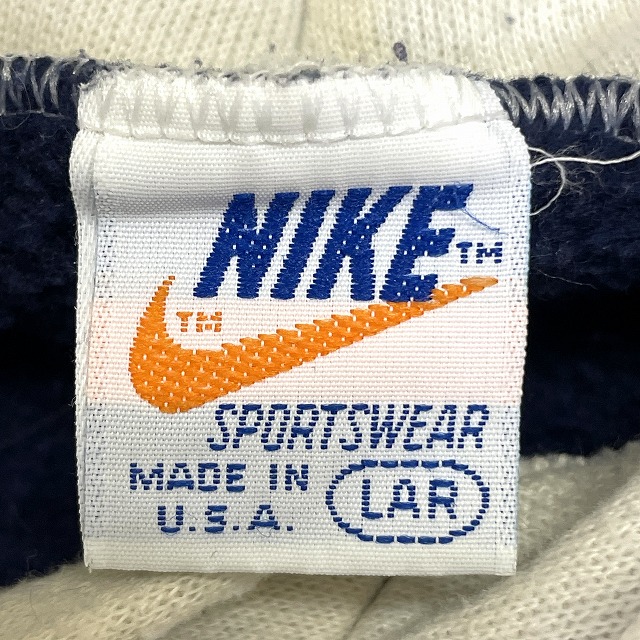 NIKE TM
TM
SPORTSWEAR
MADE IN
U.S.A.
LAR